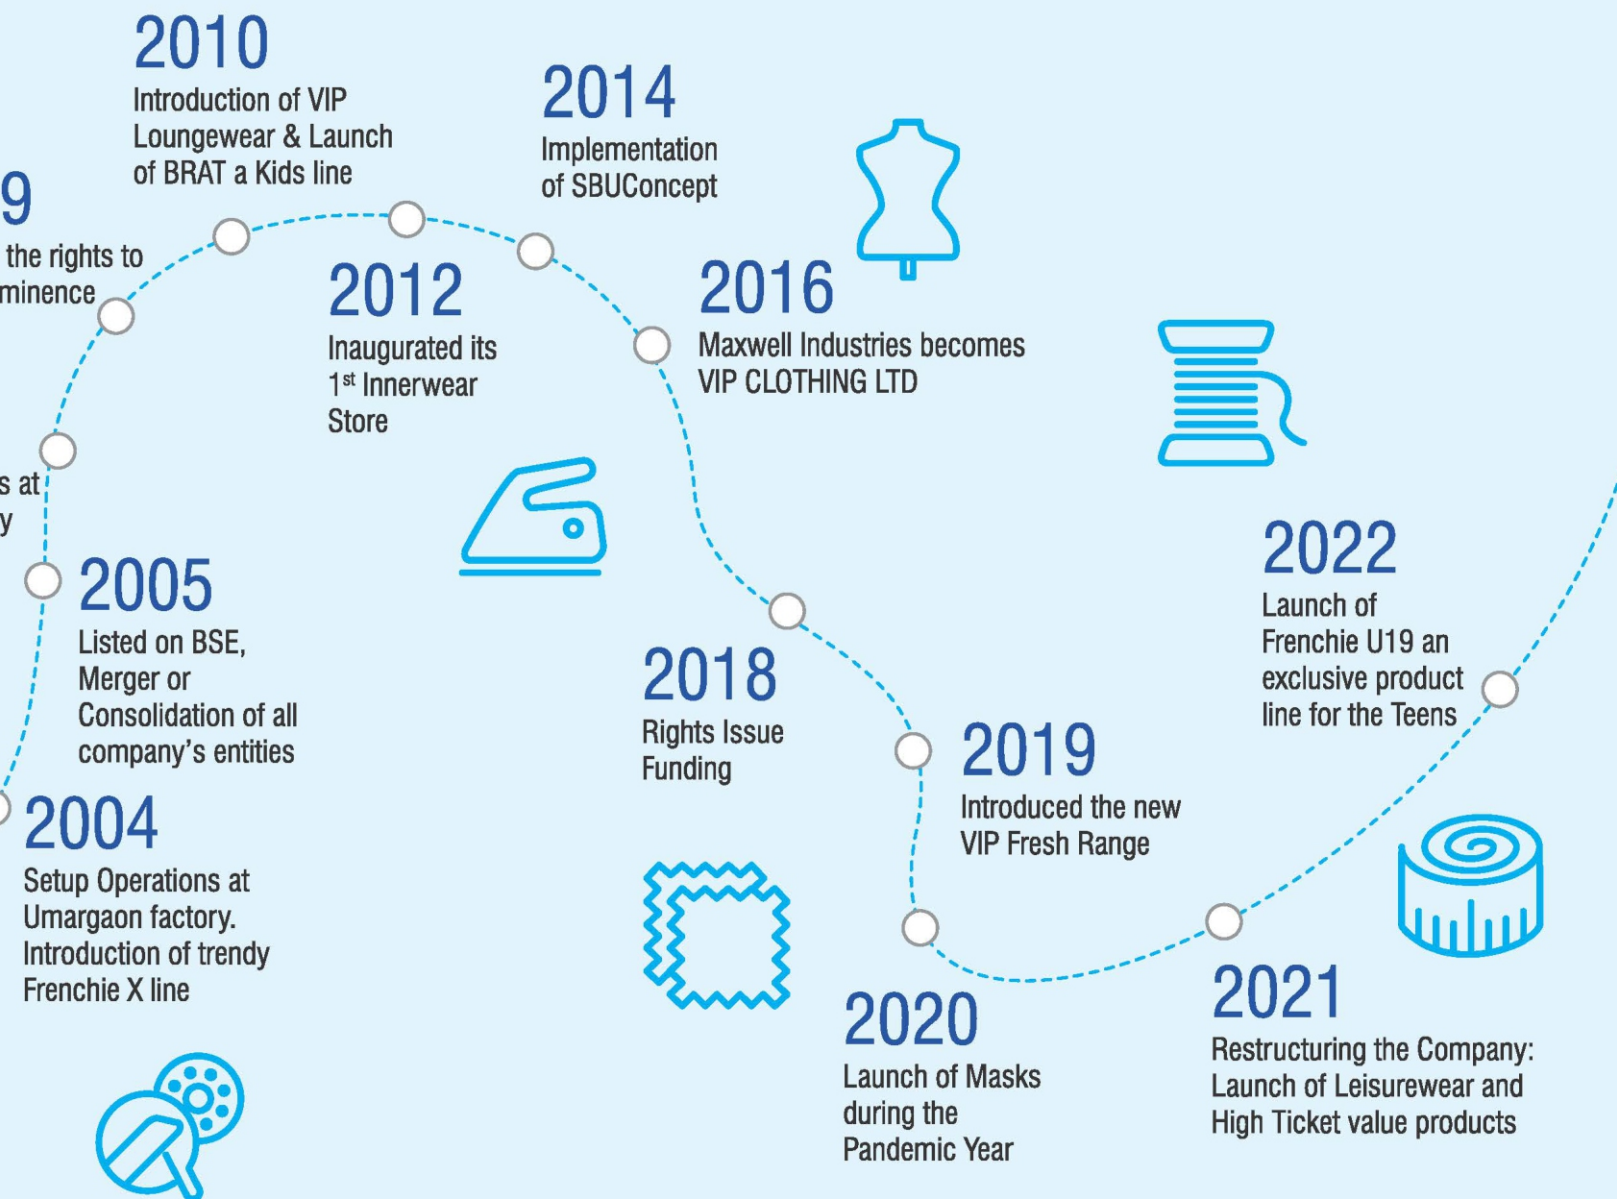 2010
Introduction of VIP
Loungewear & Launch
of BRAT a Kids line
2014
Implementation
of SBUConcept
9
the rights to
minence
2012
Inaugurated its
1st Innerwear
Store
2016
Maxwell Industries becomes
VIP CLOTHING LTD
s at
y
2005
Listed on BSE,
Merger or
Consolidation of all
company's entities
2004
Setup Operations at
Umargaon factory.
Introduction of trendy
Frenchie X line
2018
Rights Issue
Funding
2019
Introduced the new
VIP Fresh Range
2020
Launch of Masks
during the
Pandemic Year
2021
Restructuring the Company:
Launch of Leisurewear and
High Ticket value products
2022
Launch of
Frenchie U19 an
exclusive product
line for the Teens